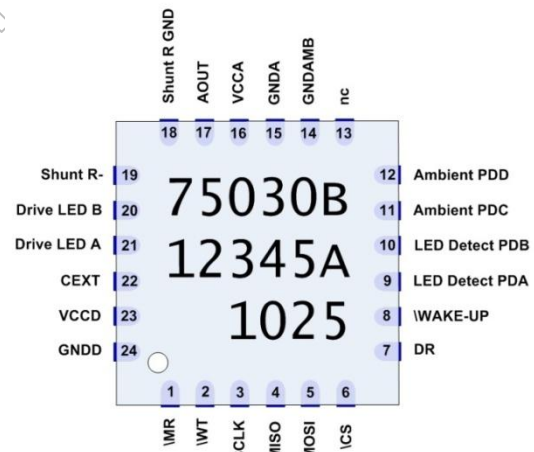 Shunt R GND
AOUT
VCCA
GNDA
GNDAMB
nc
18 17 16 15 14 13
Shunt R- 19
Drive LED B 20
Drive LED A 21
CEXT 22
VCCD 23
GNDD 24
75030B
12345A
1025
12 Ambient PDD
11 Ambient PDC
10 LED Detect PDB
9 LED Detect PDA
8 \WAKE-UP
7 DR
1 2 3 4 5 6
\MR
\WT
CLK
MISO
MOSI
\CS